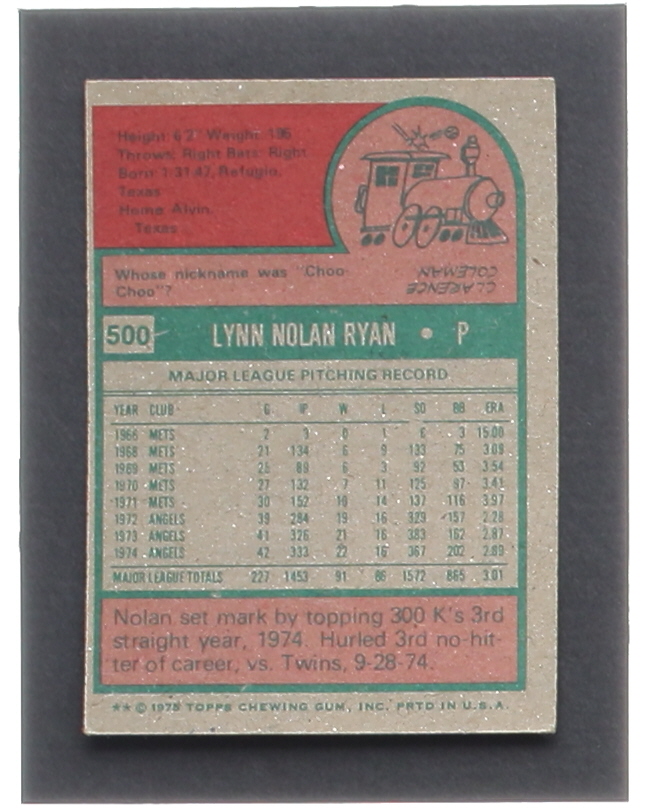 Height: 6'2" Weight: 195
Throws: Right Bats: Right
Born: 1-31-47, Refugio,
Texas
Home: Alvin,
Texas
Whose nickname was "Choo-
Choo"?
CLARENCE
COLEMAN
500 LYNN NOLAN RYAN • P
MAJOR LEAGUE PITCHING RECORD
YEAR CLUB G IP W L SO BB ERA
1966 METS 2 3 0 1 6 3 15.00
1968 METS 21 134 6 9 133 75 3.09
1969 METS 25 89 6 3 92 53 3.54
1970 METS 27 132 7 11 125 97 3.41
1971 METS 30 152 10 14 137 116 3.97
1972 ANGELS 39 284 19 16 329 157 2.28
1973 ANGELS 41 326 21 16 383 162 2.87
1974 ANGELS 42 333 22 16 367 202 2.89
MAJOR LEAGUE TOTALS 227 1453 91 86 1572 865 3.01
Nolan set mark by topping 300 K's 3rd
straight year, 1974. Hurled 3rd no-hit-
ter of career, vs. Twins, 9-28-74.
** © 1975 TOPPS CHEWING GUM, INC. PRTD IN U.S.A.